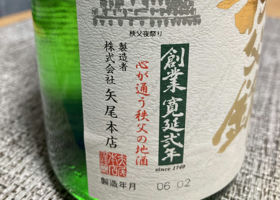 秩父夜祭り
創業 寛延弐年
since 1749
心が通う秩父の地酒
製造者
株式会社 矢尾本店
製造年月 06 02